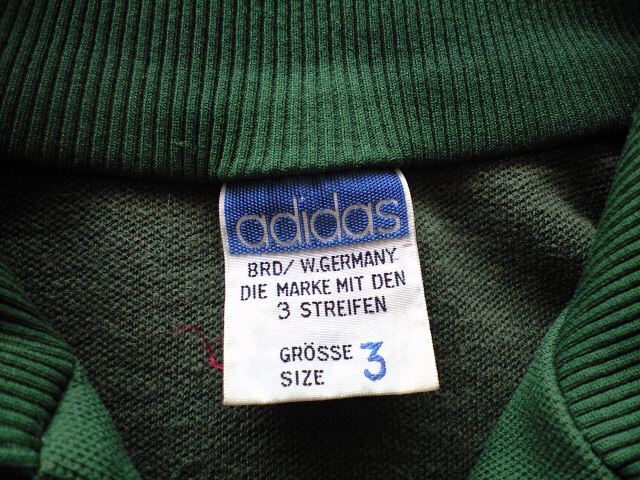 adidas
BRD/W.GERMANY
DIE MARKE MIT DEN
3 STREIFEN
GRÖSSE 3
SIZE